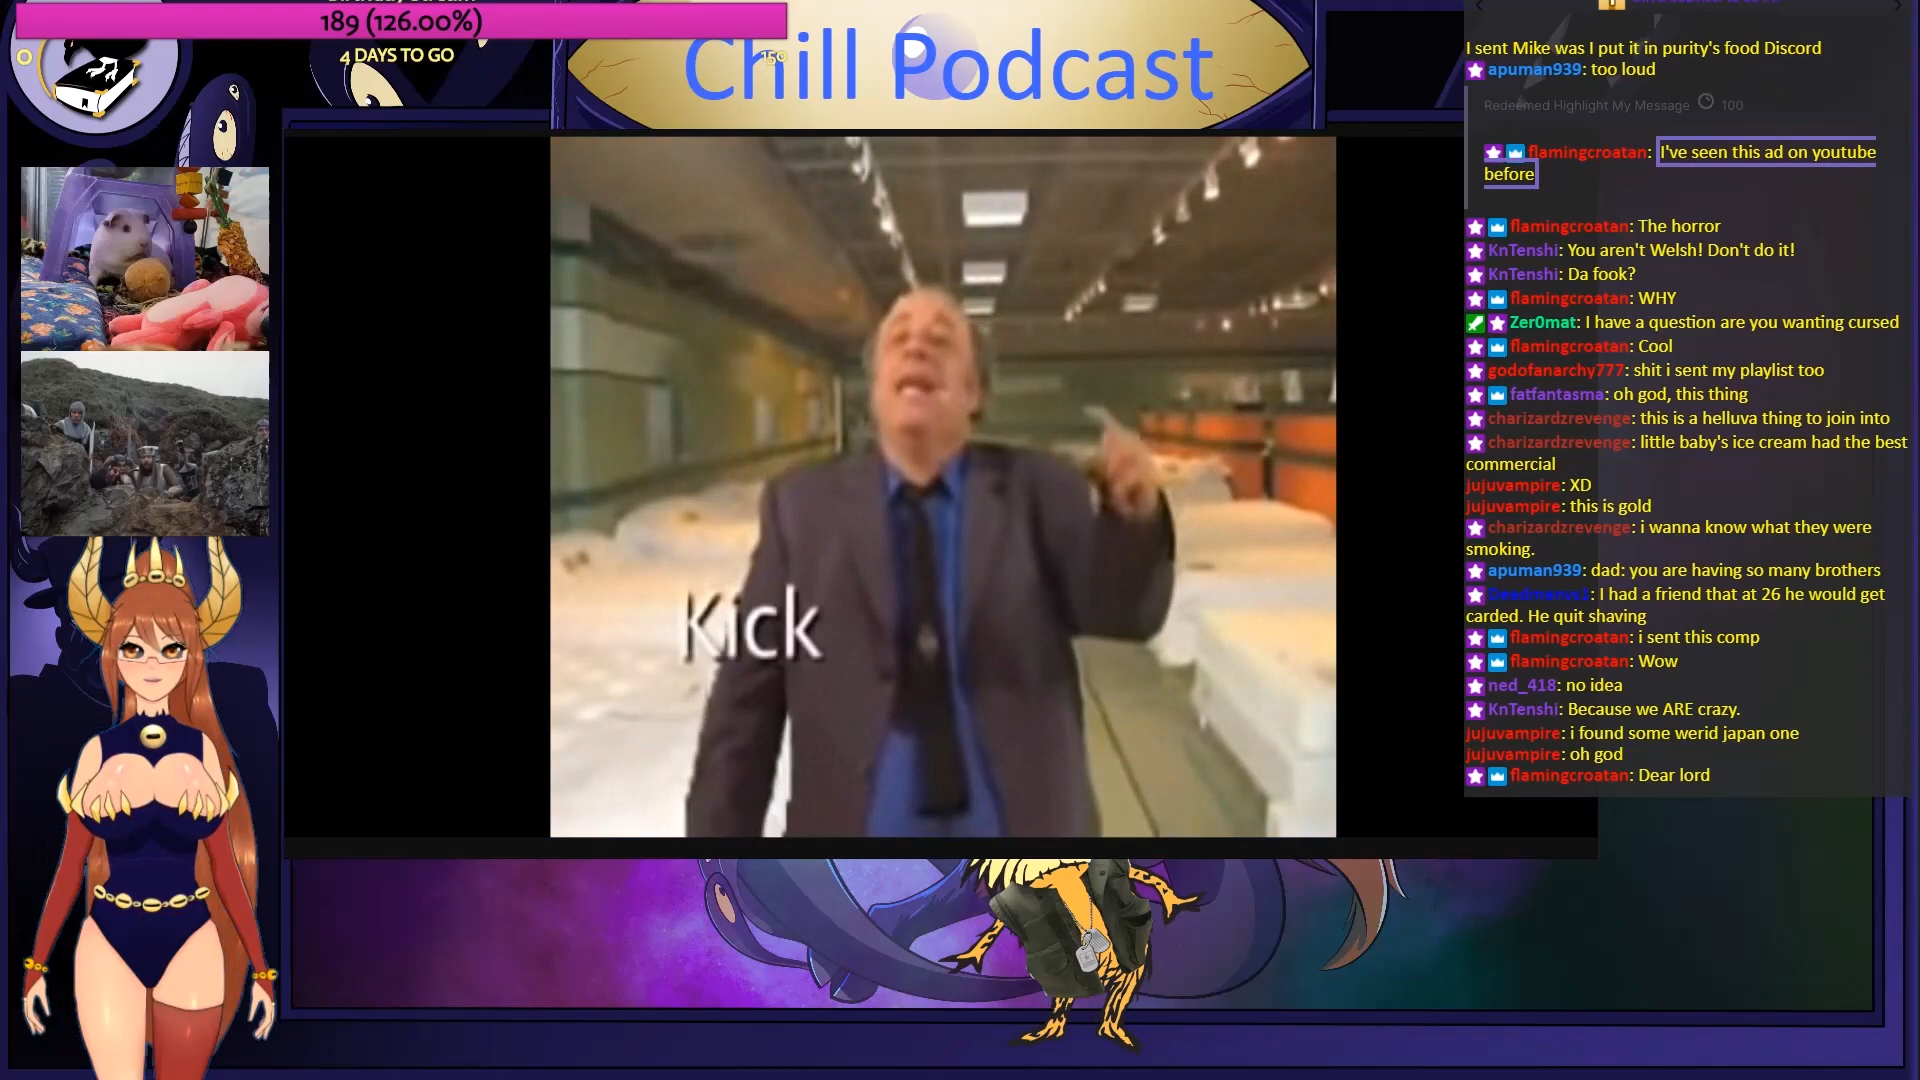 189 (126.00%)
4 DAYS TO GO
150
Chill Podcast
Kick
I sent Mike was I put it in purity's food Discord
apuman939: too loud
Redeemed Highlight My Message 100
flamingcroatan: I've seen this ad on youtube
before
flamingcroatan: The horror
KnTenshi: You aren't Welsh! Don't do it!
KnTenshi: Da fook?
flamingcroatan: WHY
Zer0mat: I have a question are you wanting cursed
flamingcroatan: Cool
godofanarchy777: shit i sent my playlist too
fatfantasma: oh god, this thing
charizardzrevenge: this is a helluva thing to join into
charizardzrevenge: little baby's ice cream had the best
commercial
jujuvampire: XD
jujuvampire: this is gold
charizardzrevenge: i wanna know what they were
smoking.
apuman939: dad: you are having so many brothers
: I had a friend that at 26 he would get
carded. He quit shaving
flamingcroatan: i sent this comp
flamingcroatan: Wow
ned_418: no idea
KnTenshi: Because we ARE crazy.
jujuvampire: i found some werid japan one
jujuvampire: oh god
flamingcroatan: Dear lord